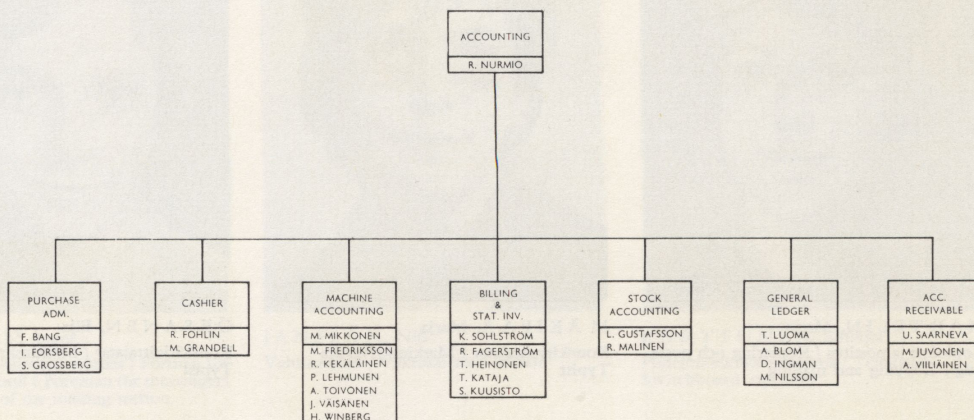 ACCOUNTING
R. NURMIO
PURCHASE
ADM.
F. BANG
I. FORSBERG
S. GROSSBERG
CASHIER
R. FOHLIN
M. GRANDELL
MACHINE
ACCOUNTING
M. MIKKONEN
M. FREDRIKSSON
R. KEKÄLÄINEN
P. LEHMUNEN
A. TOIVONEN
J. VÄISÄNEN
H. WINBERG
BILLING
&
STAT. INV.
K. SOHLSTRÖM
R. FAGERSTRÖM
T. HEINONEN
T. KATAJA
S. KUUSISTO
STOCK
ACCOUNTING
L. GUSTAFSSON
R. MALINEN
GENERAL
LEDGER
T. LUOMA
A. BLOM
D. INGMAN
M. NILSSON
ACC.
RECEIVABLE
U. SAARNEVA
M. JUVONEN
A. VIILIÄINEN